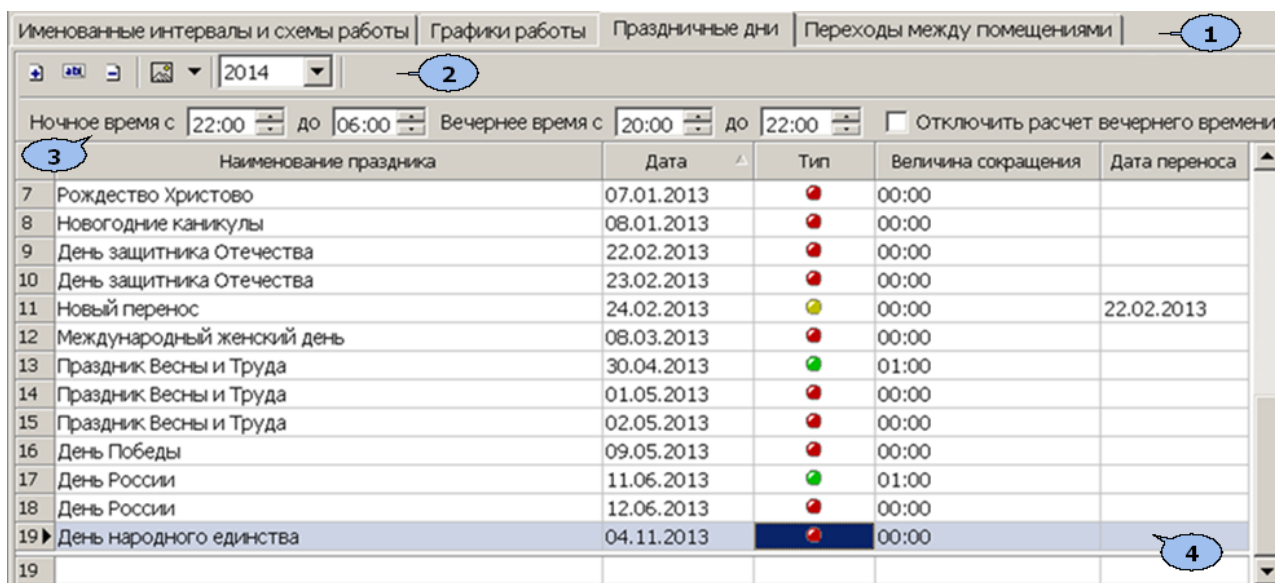 Именованные интервалы и схемы работы Графики работы Праздничные дни Переходы между помещениями 1
abl 2014 2
Ночное время с 22:00 до 06:00 Вечернее время с 20:00 до 22:00 Отключить расчет вечернего времени
3 Наименование праздника Дата Тип Величина сокращения Дата переноса
7 Рождество Христово 07.01.2013 00:00
8 Новогодние каникулы 08.01.2013 00:00
9 День защитника Отечества 22.02.2013 00:00
10 День защитника Отечества 23.02.2013 00:00
11 Новый перенос 24.02.2013 00:00 22.02.2013
12 Международный женский день 08.03.2013 00:00
13 Праздник Весны и Труда 30.04.2013 01:00
14 Праздник Весны и Труда 01.05.2013 00:00
15 Праздник Весны и Труда 02.05.2013 00:00
16 День Победы 09.05.2013 00:00
17 День России 11.06.2013 01:00
18 День России 12.06.2013 00:00
19 День народного единства 04.11.2013 00:00 4
19